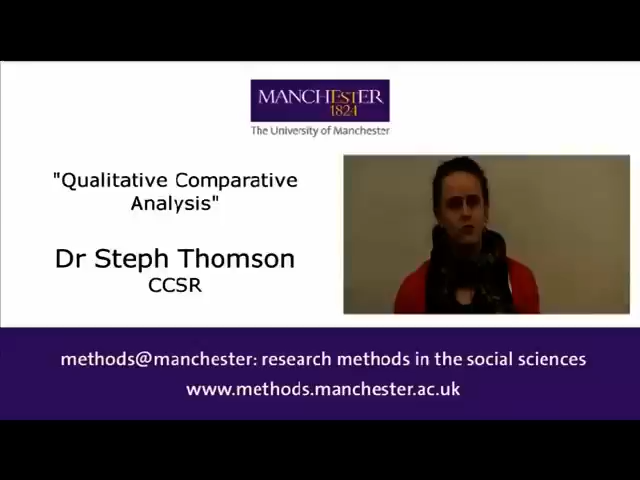 MANCHESTER
1824
The University of Manchester
"Qualitative Comparative
Analysis"
Dr Steph Thomson
CCSR
methods@manchester: research methods in the social sciences
www.methods.manchester.ac.uk